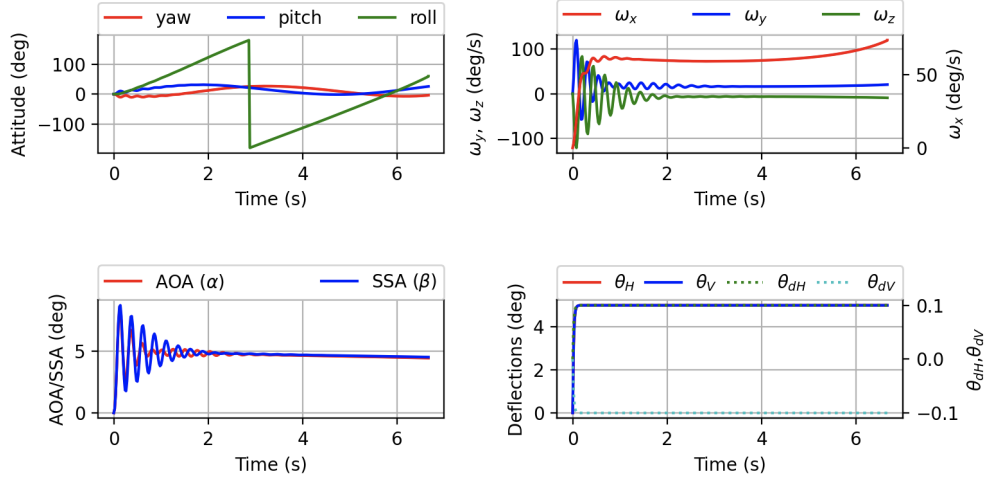 yaw pitch roll
Attitude (deg)
100
0
−100
0 2 4 6
Time (s)
ωx ωy ωz
ωy, ωz (deg/s)
100
0
−100
50
0
ωx (deg/s)
0 2 4 6
Time (s)
AOA (α) SSA (β)
AOA/SSA (deg)
5
0
0 2 4 6
Time (s)
θH θV θdH θdV
Deflections (deg)
4
2
0
0.1
0.0
−0.1
θdH,θdV
0 2 4 6
Time (s)